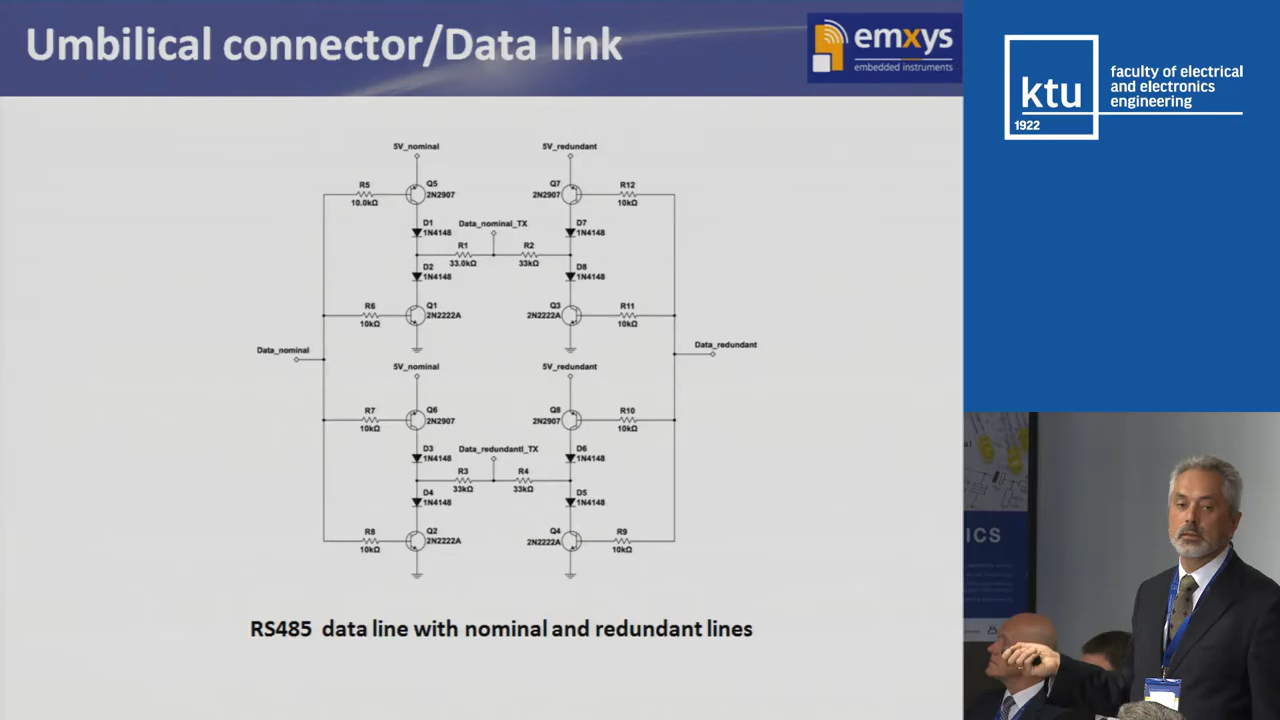 Umbilical connector/Data link
emxys
embedded instruments
ktu
1922
faculty of electrical
and electronics
engineering
5V_nominal
5V_redundant
R5
10.0kΩ
Q5
2N2907
Q7
2N2907
R12
10kΩ
D1
1N4148
Data_nominal_TX
D7
1N4148
R1
33.0kΩ
R2
33kΩ
D2
1N4148
D8
1N4148
R6
10kΩ
Q1
2N2222A
Q3
2N2222A
R11
10kΩ
Data_nominal
Data_redundant
5V_nominal
5V_redundant
R7
10kΩ
Q6
2N2907
Q8
2N2907
R10
10kΩ
D3
1N4148
Data_redundantl_TX
D6
1N4148
R3
33kΩ
R4
33kΩ
D4
1N4148
D5
1N4148
R8
10kΩ
Q2
2N2222A
Q4
2N2222A
R9
10kΩ
RS485 data line with nominal and redundant lines
ICS